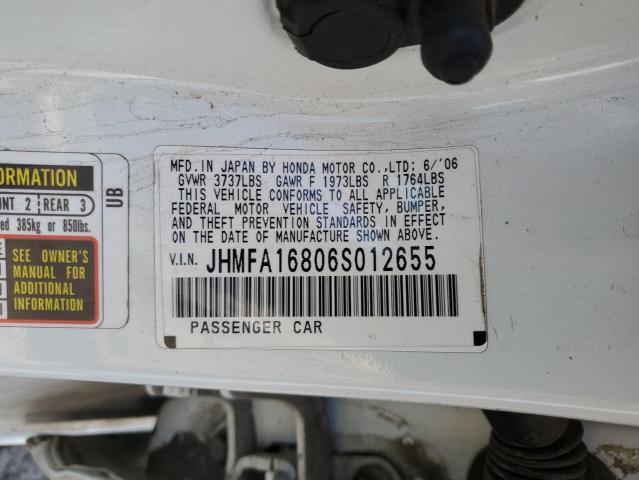 ORMATION
ONT 2 REAR 3
ed 385kg or 850lbs.
SEE OWNER'S
MANUAL FOR
ADDITIONAL
INFORMATION
UB
MFD. IN JAPAN BY HONDA MOTOR CO.,LTD: 6/'06
GVWR 3737LBS GAWR F 1973LBS R 1764LBS
THIS VEHICLE CONFORMS TO ALL APPLICABLE
FEDERAL MOTOR VEHICLE SAFETY, BUMPER,
AND THEFT PREVENTION STANDARDS IN EFFECT
ON THE DATE OF MANUFACTURE SHOWN ABOVE.
V.I.N. JHMFA16806S012655
PASSENGER CAR